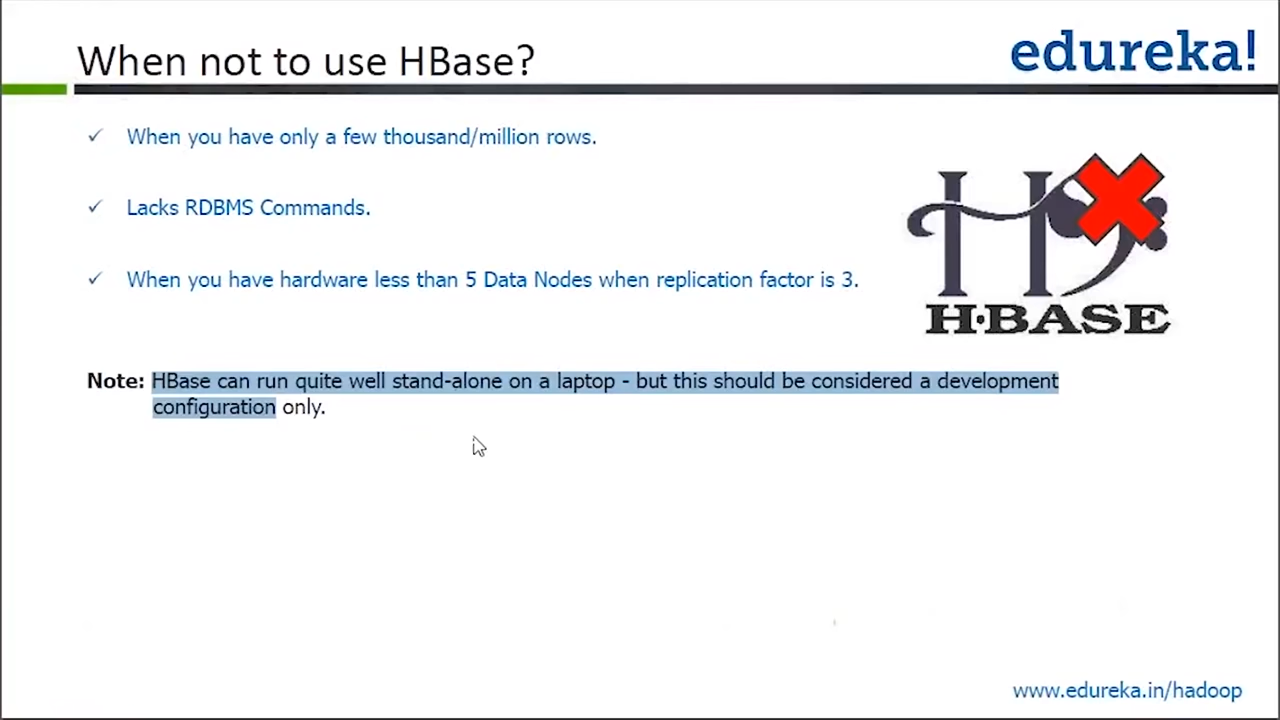 When not to use HBase?
edureka!
When you have only a few thousand/million rows.
Lacks RDBMS Commands.
When you have hardware less than 5 Data Nodes when replication factor is 3.
H·BASE
Note: HBase can run quite well stand-alone on a laptop - but this should be considered a development
configuration only.
www.edureka.in/hadoop